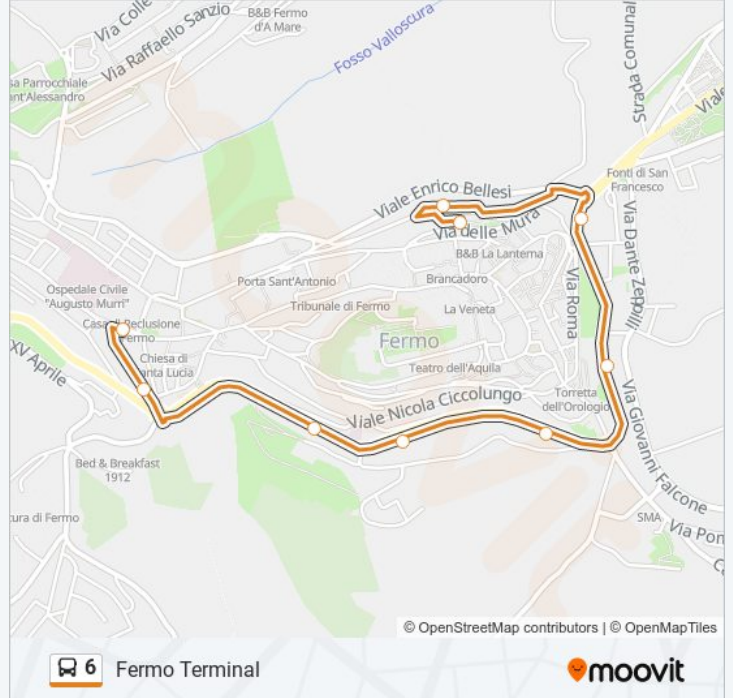 Via Colle
Via Raffaello Sanzio
B&B Fermo
d'A Mare
Fosso Valloscura
Strada Comunal
Viale
sa Parrocchiale
ant'Alessandro
Fonti di San
Francesco
Viale Enrico Bellesi
Via delle Mura
Via Dante Zeppilli
B&B La Lanterna
Porta Sant'Antonio
Brancadoro
Via Roma
Ospedale Civile
"Augusto Murri"
Tribunale di Fermo
La Veneta
Casa di Reclusione
Fermo
Fermo
XV Aprile
Chiesa di
Santa Lucia
Teatro dell'Aquila
Viale Nicola Ciccolungo
Torretta
dell'Orologio
Via Giovanni Falcone
Bed & Breakfast
1912
tura di Fermo
SMA
Via Pon
© OpenStreetMap contributors | © OpenMapTiles
6 Fermo Terminal
moovit